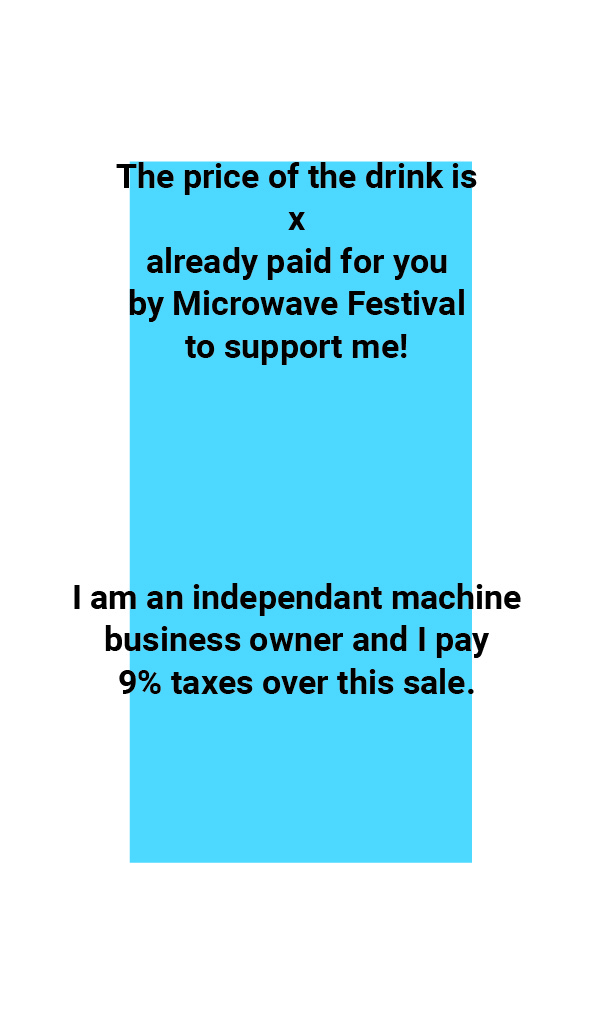 The price of the drink is
x
already paid for you
by Microwave Festival
to support me!
I am an independant machine
business owner and I pay
9% taxes over this sale.